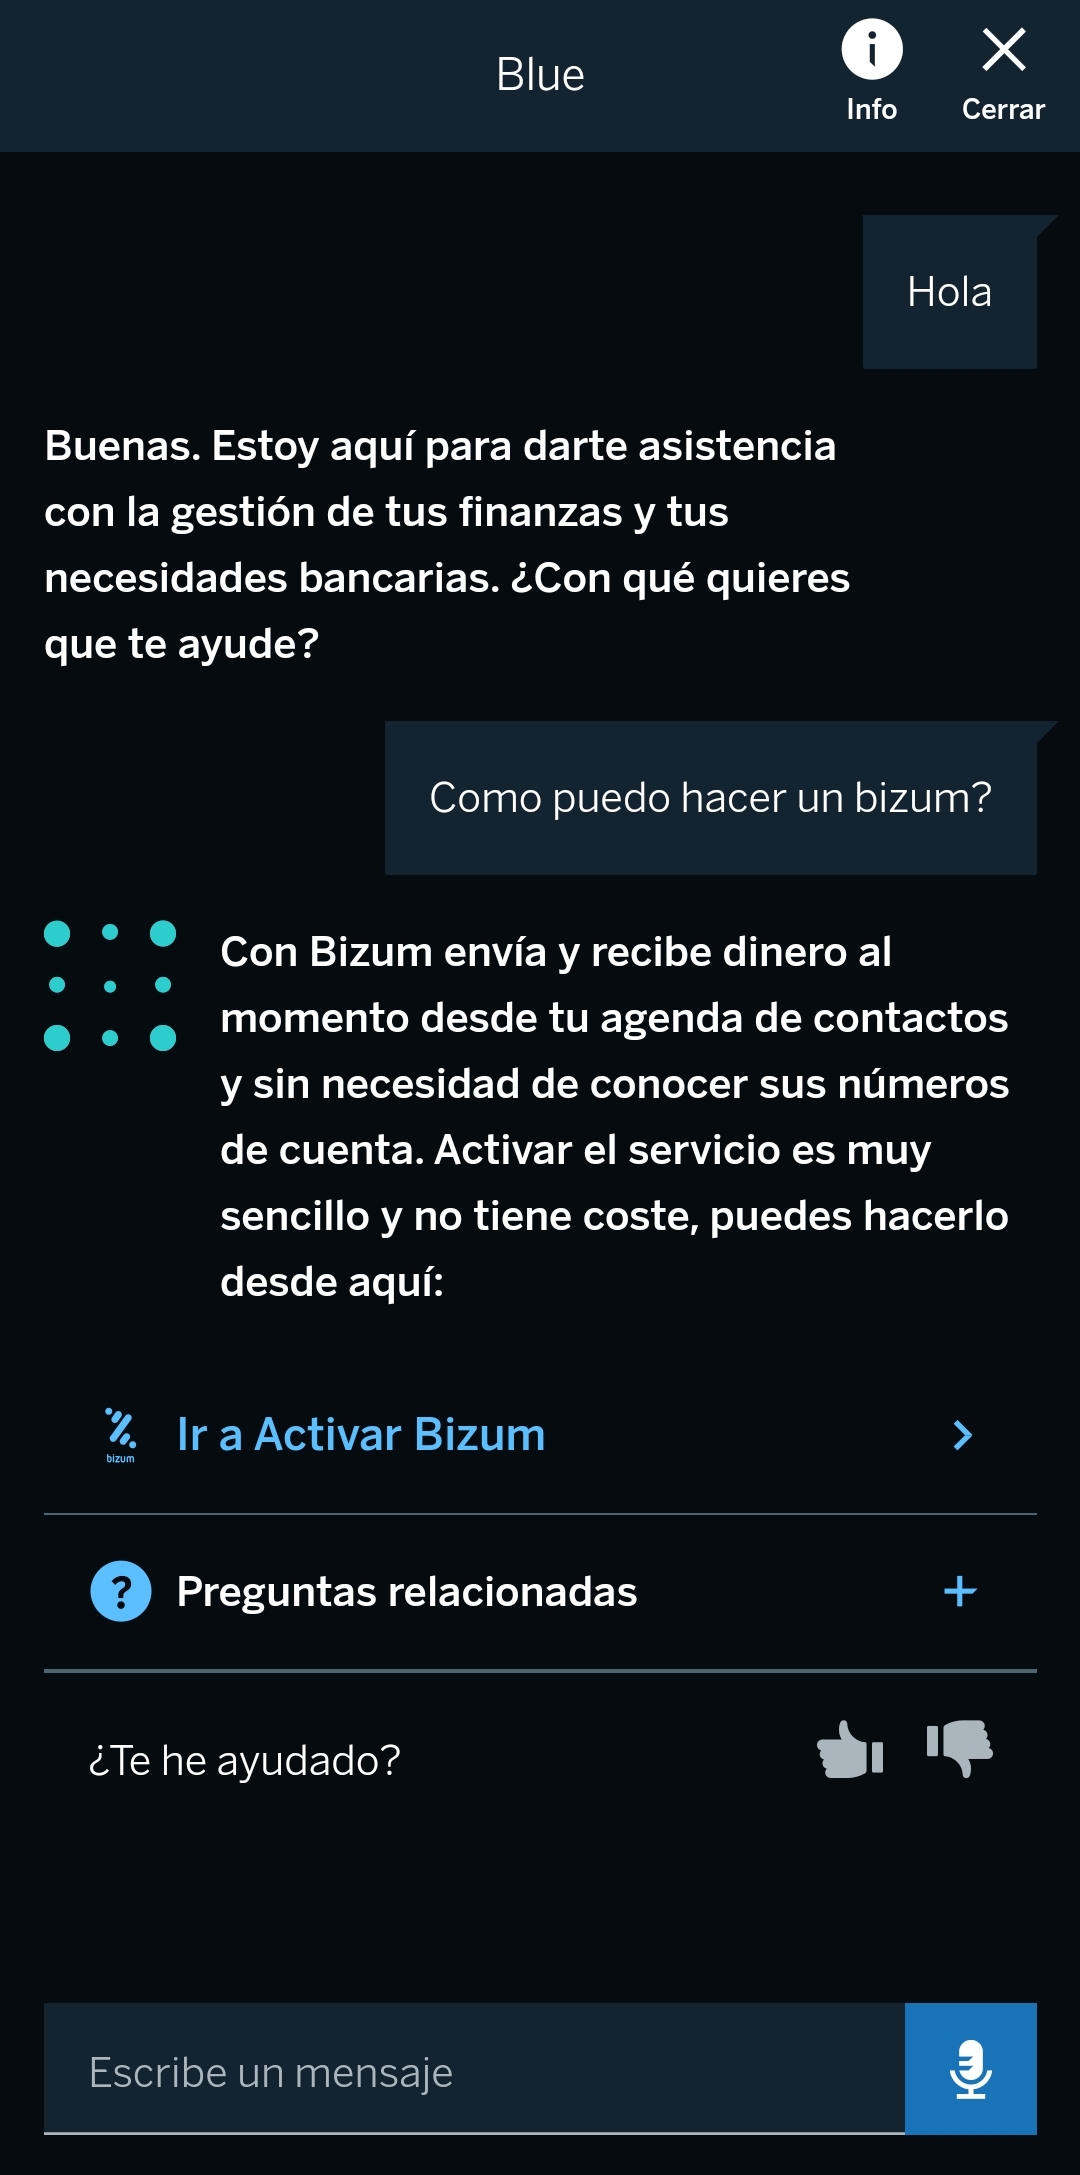 Blue
Info
Cerrar
Hola
Buenas. Estoy aquí para darte asistencia
con la gestión de tus finanzas y tus
necesidades bancarias. ¿Con qué quieres
que te ayude?
Como puedo hacer un bizum?
Con Bizum envía y recibe dinero al
momento desde tu agenda de contactos
y sin necesidad de conocer sus números
de cuenta. Activar el servicio es muy
sencillo y no tiene coste, puedes hacerlo
desde aquí:
bizum
Ir a Activar Bizum
Preguntas relacionadas
¿Te he ayudado?
Escribe un mensaje